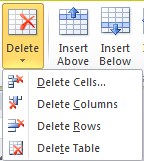 Delete
Insert
Above
Insert
Below
Delete Cells...
Delete Columns
Delete Rows
Delete Table